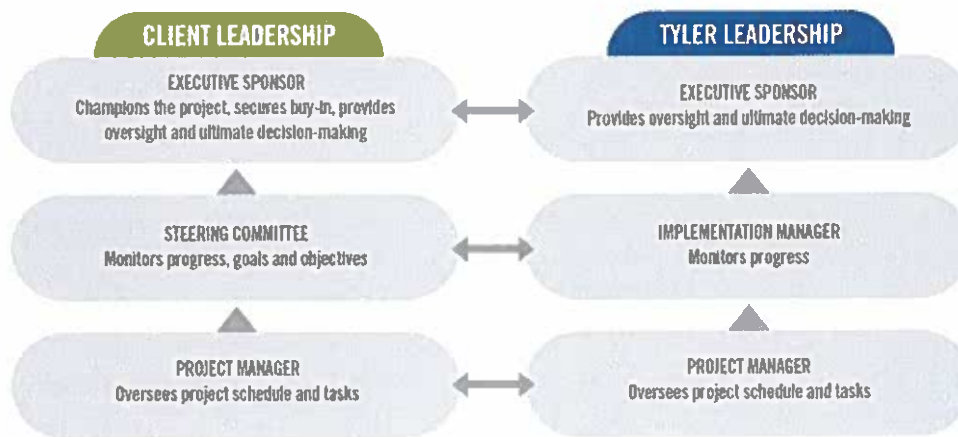 CLIENT LEADERSHIP
EXECUTIVE SPONSOR
Champions the project, secures buy-in, provides
oversight and ultimate decision-making
STEERING COMMITTEE
Monitors progress, goals and objectives
PROJECT MANAGER
Oversees project schedule and tasks
TYLER LEADERSHIP
EXECUTIVE SPONSOR
Provides oversight and ultimate decision-making
IMPLEMENTATION MANAGER
Monitors progress
PROJECT MANAGER
Oversees project schedule and tasks